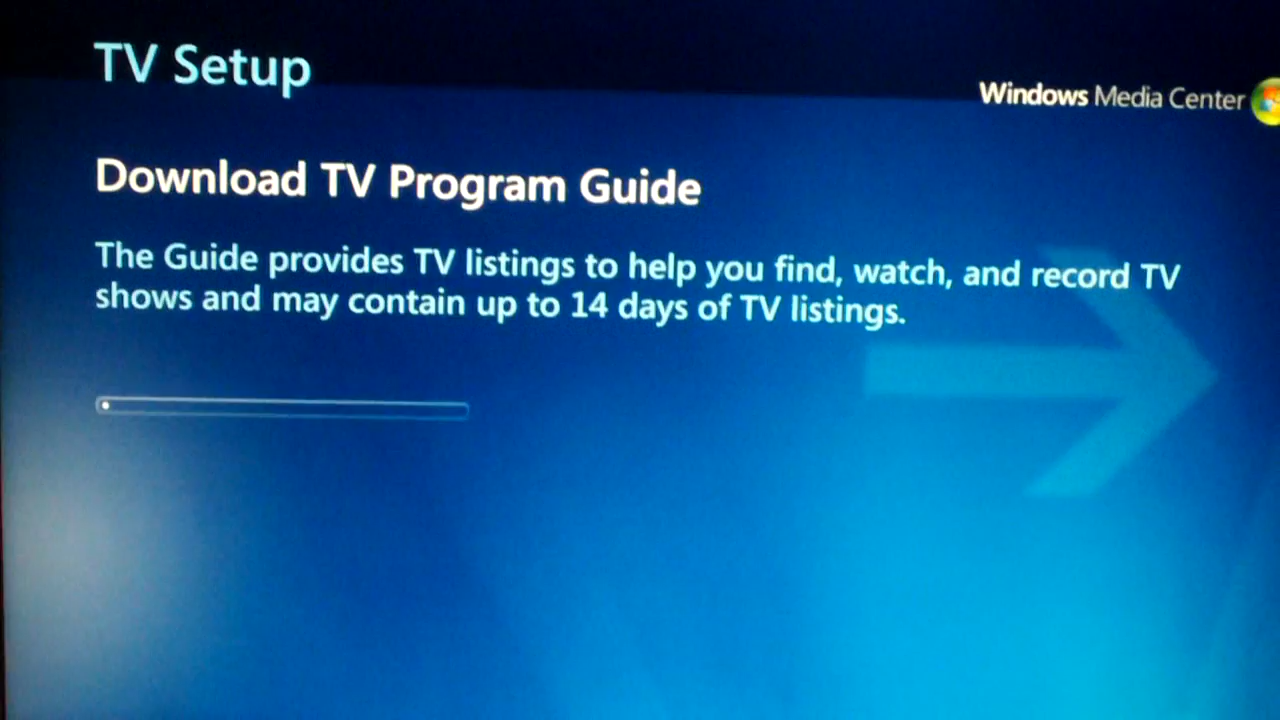 TV Setup
Windows Media Center
Download TV Program Guide
The Guide provides TV listings to help you find, watch, and record TV
shows and may contain up to 14 days of TV listings.